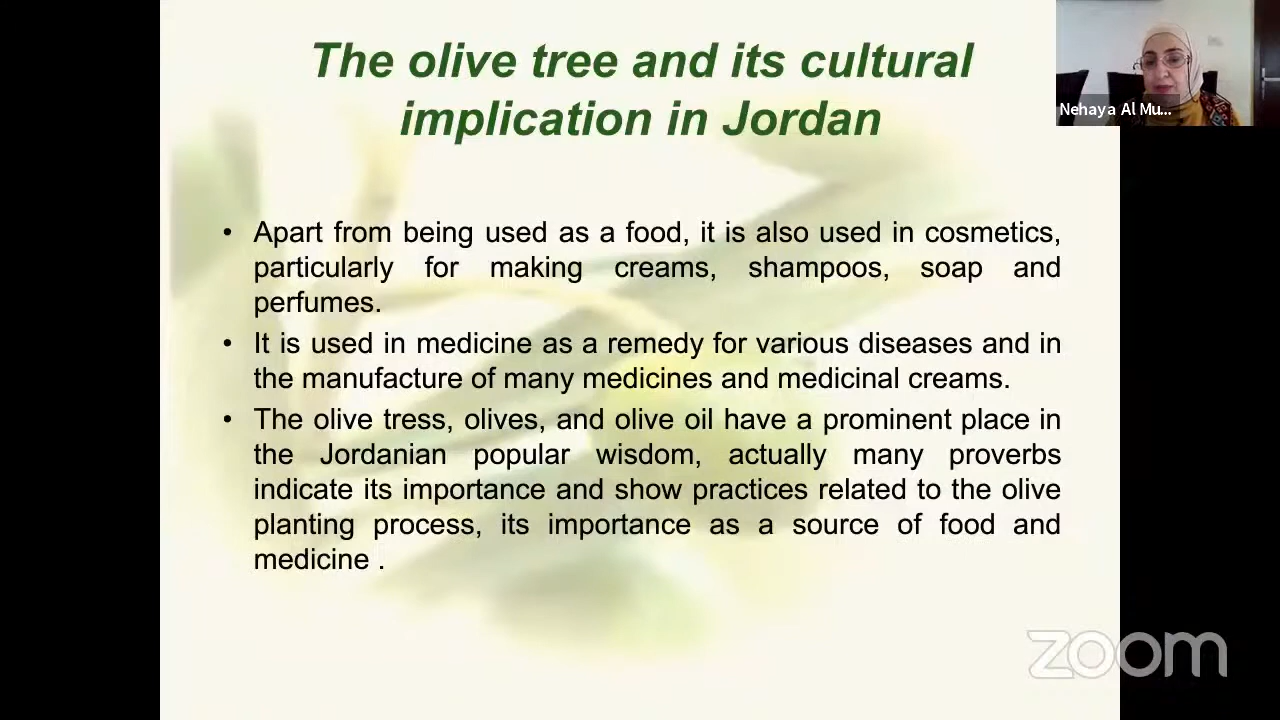 The olive tree and its cultural
implication in Jordan
Nehaya Al Mu...
• Apart from being used as a food, it is also used in cosmetics,
particularly for making creams, shampoos, soap and
perfumes.
• It is used in medicine as a remedy for various diseases and in
the manufacture of many medicines and medicinal creams.
• The olive tress, olives, and olive oil have a prominent place in
the Jordanian popular wisdom, actually many proverbs
indicate its importance and show practices related to the olive
planting process, its importance as a source of food and
medicine .
zoom